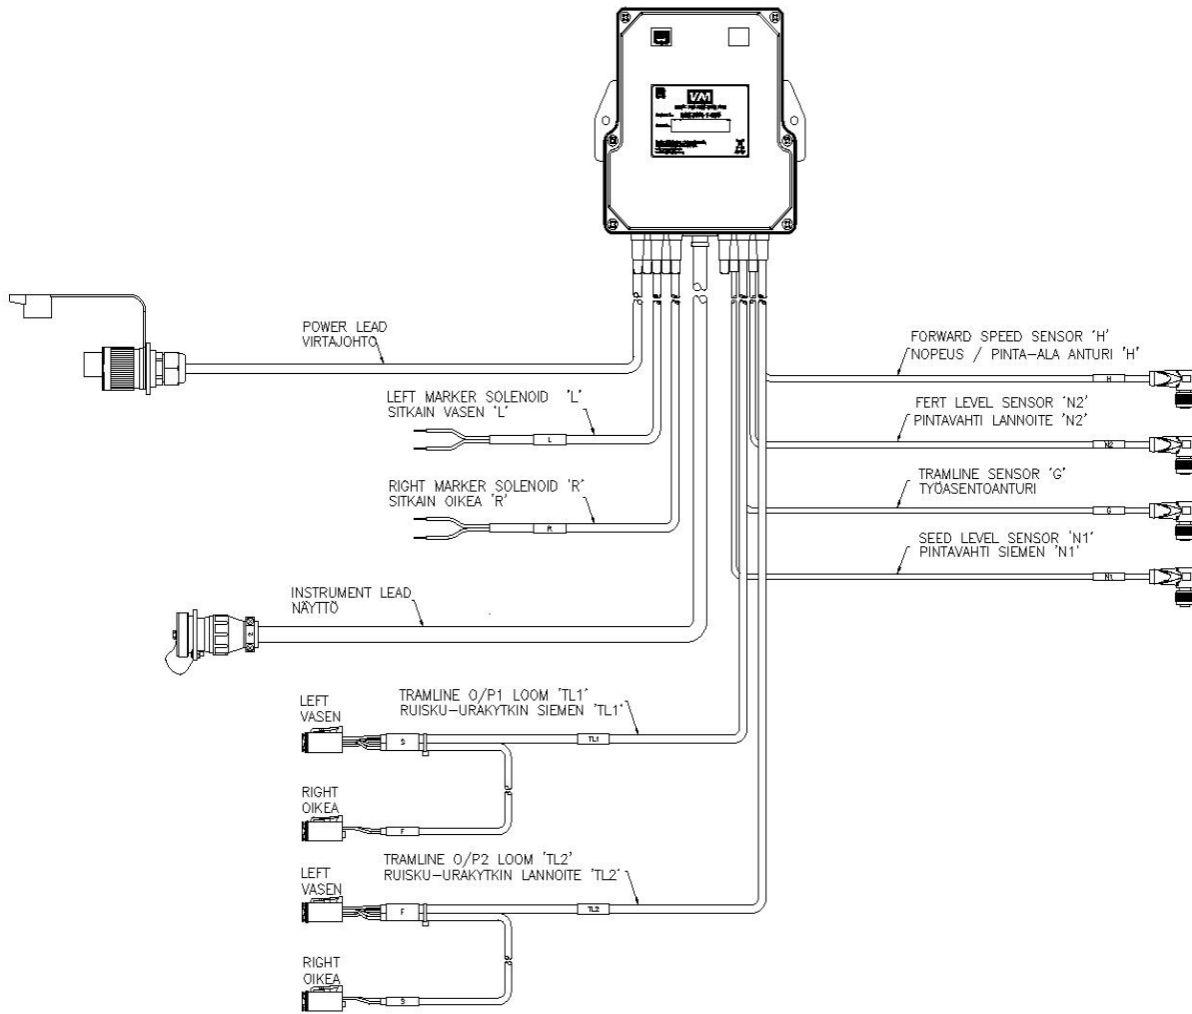 VM
POWER LEAD
VIRTAJOHTO
LEFT MARKER SOLENOID 'L'
SITKAIN VASEN 'L'
L
RIGHT MARKER SOLENOID 'R'
SITKAIN OIKEA 'R'
R
INSTRUMENT LEAD
NÄYTTÖ
2
FORWARD SPEED SENSOR 'H'
NOPEUS / PINTA-ALA ANTURI 'H'
H
FERT LEVEL SENSOR 'N2'
PINTAVAHTI LANNOITE 'N2'
N2
TRAMLINE SENSOR 'G'
TYÖASENTOANTURI
G
SEED LEVEL SENSOR 'N1'
PINTAVAHTI SIEMEN 'N1'
N1
TRAMLINE O/P1 LOOM 'TL1'
RUISKU-URAKYTKIN SIEMEN 'TL1'
LEFT
VASEN
S
TL1
RIGHT
OIKEA
F
TRAMLINE O/P2 LOOM 'TL2'
RUISKU-URAKYTKIN LANNOITE 'TL2'
LEFT
VASEN
F
TL2
RIGHT
OIKEA
S